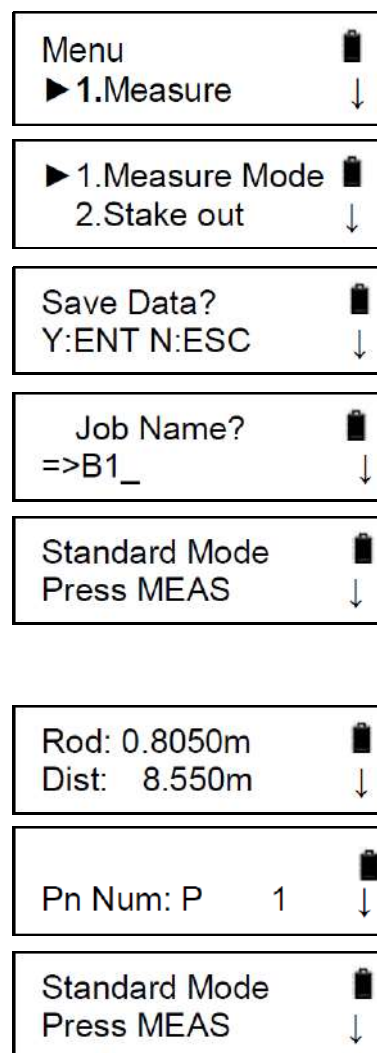 Menu
►1.Measure
►1.Measure Mode
2.Stake out
Save Data?
Y:ENT N:ESC
Job Name?
=>B1_
Standard Mode
Press MEAS
Rod: 0.8050m
Dist: 8.550m
Pn Num: P 1
Standard Mode
Press MEAS